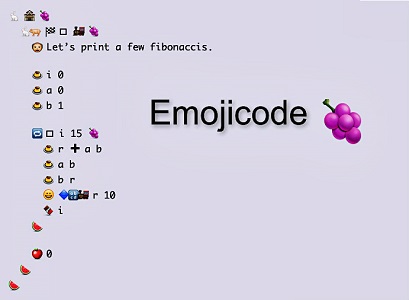 🐇 🏫 🍇
🐇🐖 🏁 ◻ 🚂 🍇
👴 Let's print a few fibonaccis.
🍮 i 0
🍮 a 0
🍮 b 1
Emojicode 🍇
🔁 ◻ i 15 🍇
🍮 r ➕ a b
🍮 a b
🍮 b r
😀 🔷🔡🚂 r 10
🍫 i
🍉
🍎 0
🍉
🍉